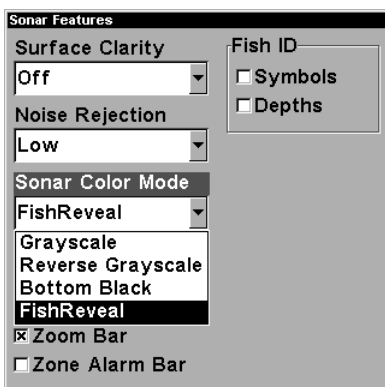 Sonar Features
Surface Clarity
Off
Noise Rejection
Low
Sonar Color Mode
FishReveal
Grayscale
Reverse Grayscale
Bottom Black
FishReveal
Zoom Bar
Zone Alarm Bar
Fish ID
Symbols
Depths